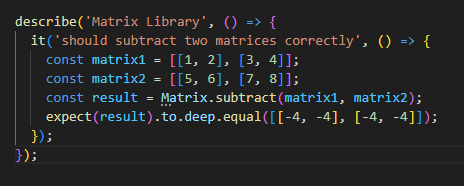 describe('Matrix Library', () => {
  it('should subtract two matrices correctly', () => {
    const matrix1 = [[1, 2], [3, 4]];
    const matrix2 = [[5, 6], [7, 8]];
    const result = Matrix.subtract(matrix1, matrix2);
    expect(result).to.deep.equal([[-4, -4], [-4, -4]]);
  });
});